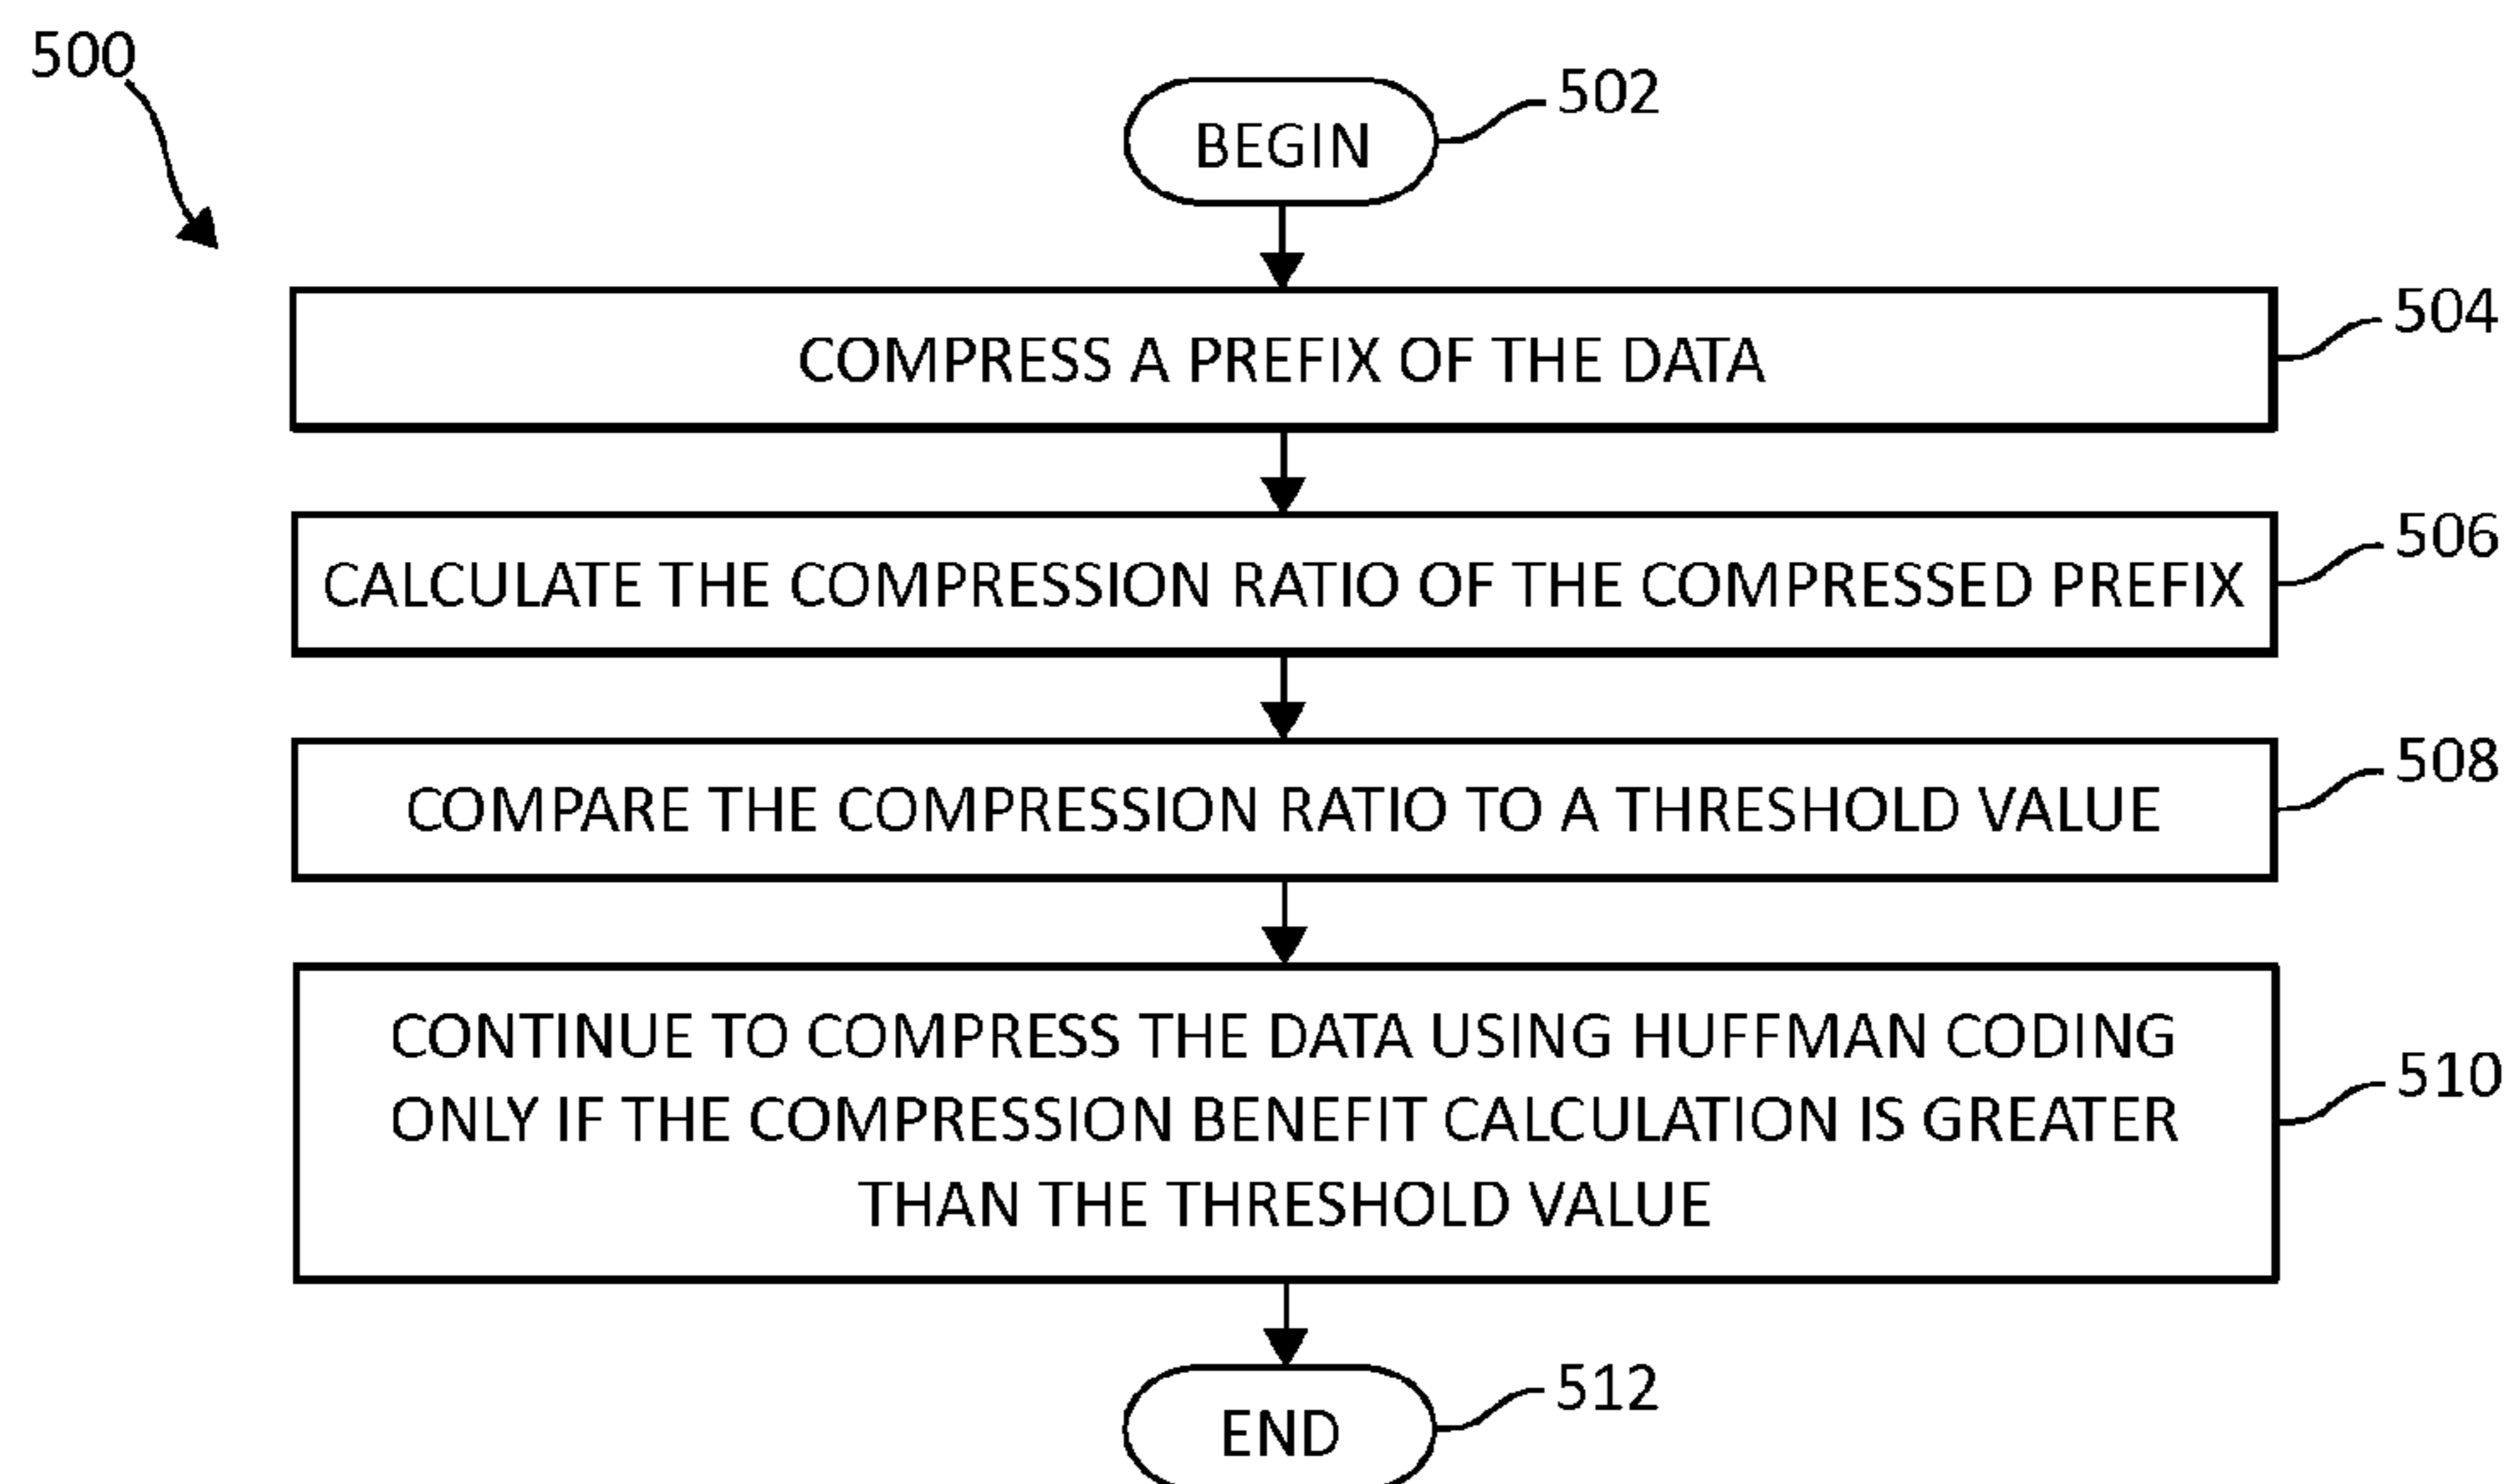 500
BEGIN
502
COMPRESS A PREFIX OF THE DATA
504
CALCULATE THE COMPRESSION RATIO OF THE COMPRESSED PREFIX
506
COMPARE THE COMPRESSION RATIO TO A THRESHOLD VALUE
508
CONTINUE TO COMPRESS THE DATA USING HUFFMAN CODING
ONLY IF THE COMPRESSION BENEFIT CALCULATION IS GREATER
THAN THE THRESHOLD VALUE
510
END
512